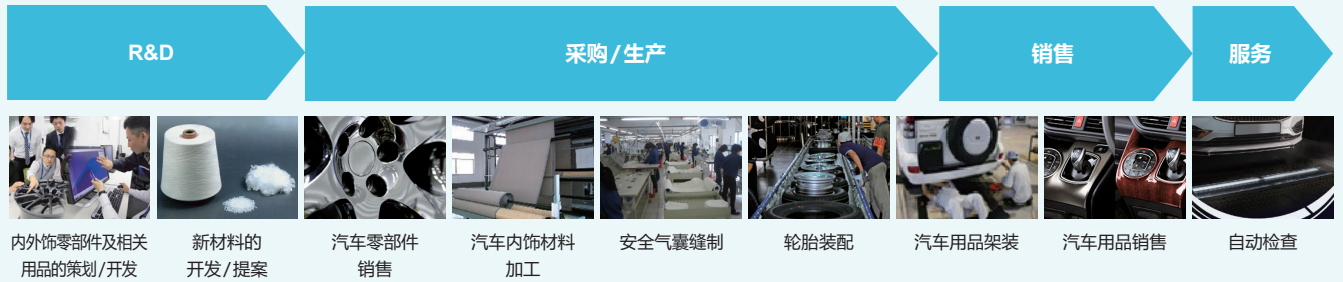 R&D
采购/生产
销售
服务
内外饰零部件及相关
用品的策划/开发
新材料的
开发/提案
汽车零部件
销售
汽车内饰材料
加工
安全气囊缝制
轮胎装配
汽车用品架装
汽车用品销售
自动检查